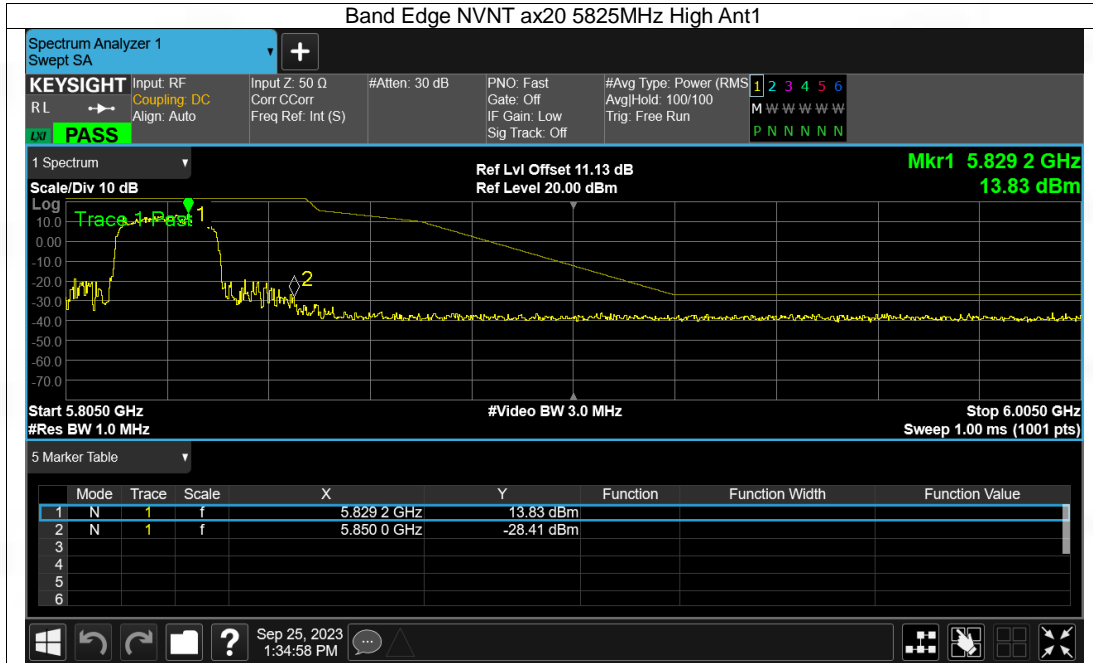 Band Edge NVNT ax20 5825MHz High Ant1
Spectrum Analyzer 1
Swept SA
+
KEYSIGHT Input: RF Input Z: 50 Ω #Atten: 30 dB PNO: Fast #Avg Type: Power (RMS 1 2 3 4 5 6
RL Coupling: DC Corr CCorr Gate: Off Avg|Hold: 100/100 M W W W W W
Align: Auto Freq Ref: Int (S) IF Gain: Low Trig: Free Run
LXI PASS Sig Track: Off P N N N N N
1 Spectrum Ref Lvl Offset 11.13 dB Mkr1 5.829 2 GHz
Scale/Div 10 dB Ref Level 20.00 dBm 13.83 dBm
Log
Trace 1 Past 1
10.0
0.00
-10.0
-20.0
2
-30.0
-40.0
-50.0
-60.0
-70.0
Start 5.8050 GHz #Video BW 3.0 MHz Stop 6.0050 GHz
#Res BW 1.0 MHz Sweep 1.00 ms (1001 pts)
5 Marker Table
Mode Trace Scale X Y Function Function Width Function Value
1 N 1 f 5.829 2 GHz 13.83 dBm
2 N 1 f 5.850 0 GHz -28.41 dBm
3
4
5
6
? Sep 25, 2023
1:34:58 PM